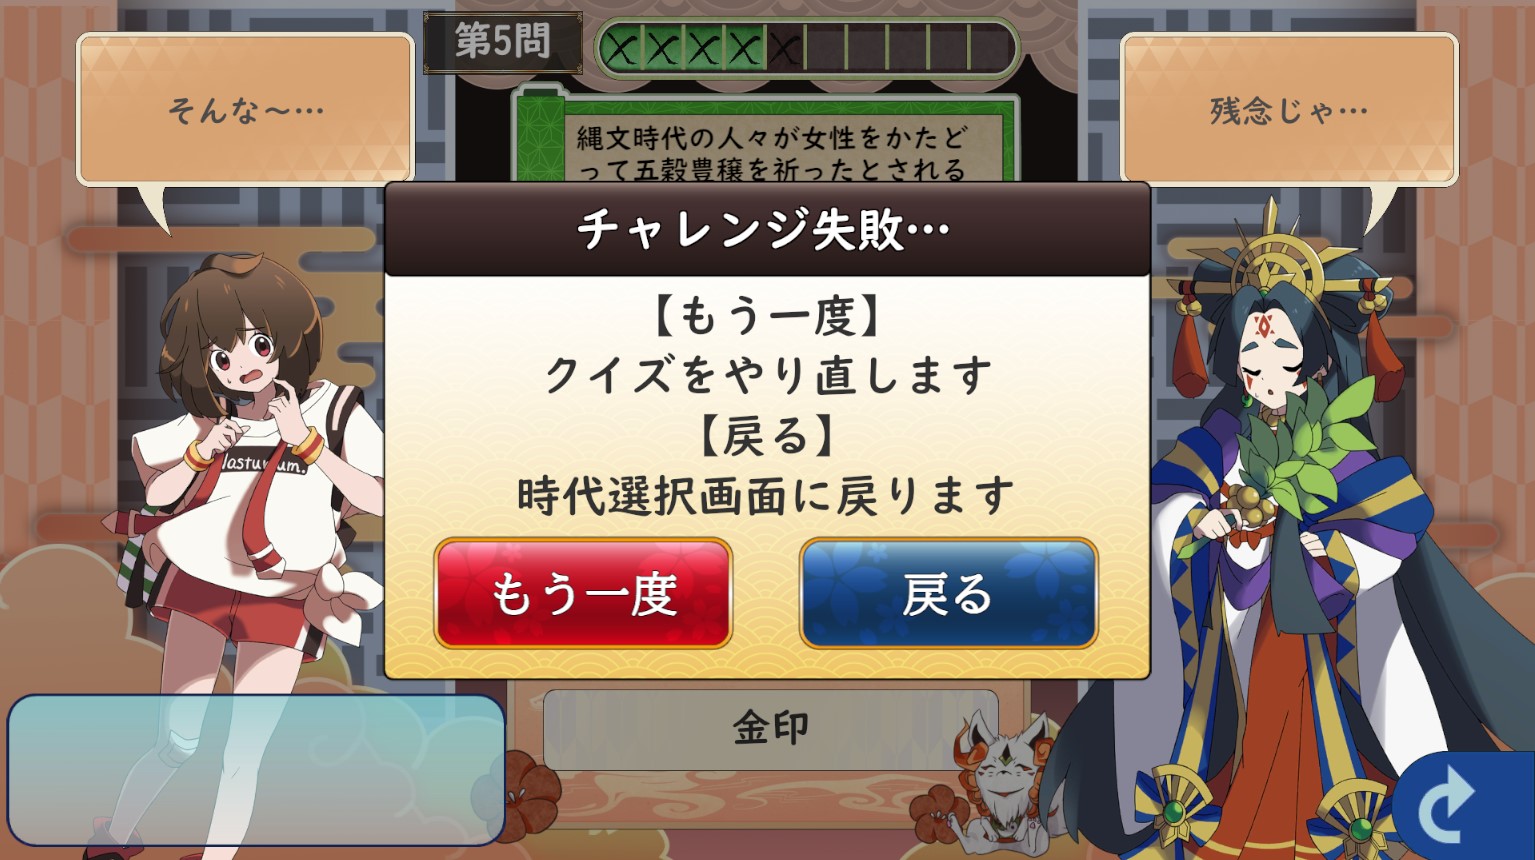 第5問
そんな～…
残念じゃ…
縄文時代の人々が女性をかたど
って五穀豊穣を祈ったとされる
チャレンジ失敗…
【もう一度】
クイズをやり直します
【戻る】
時代選択画面に戻ります
もう一度
戻る
金印